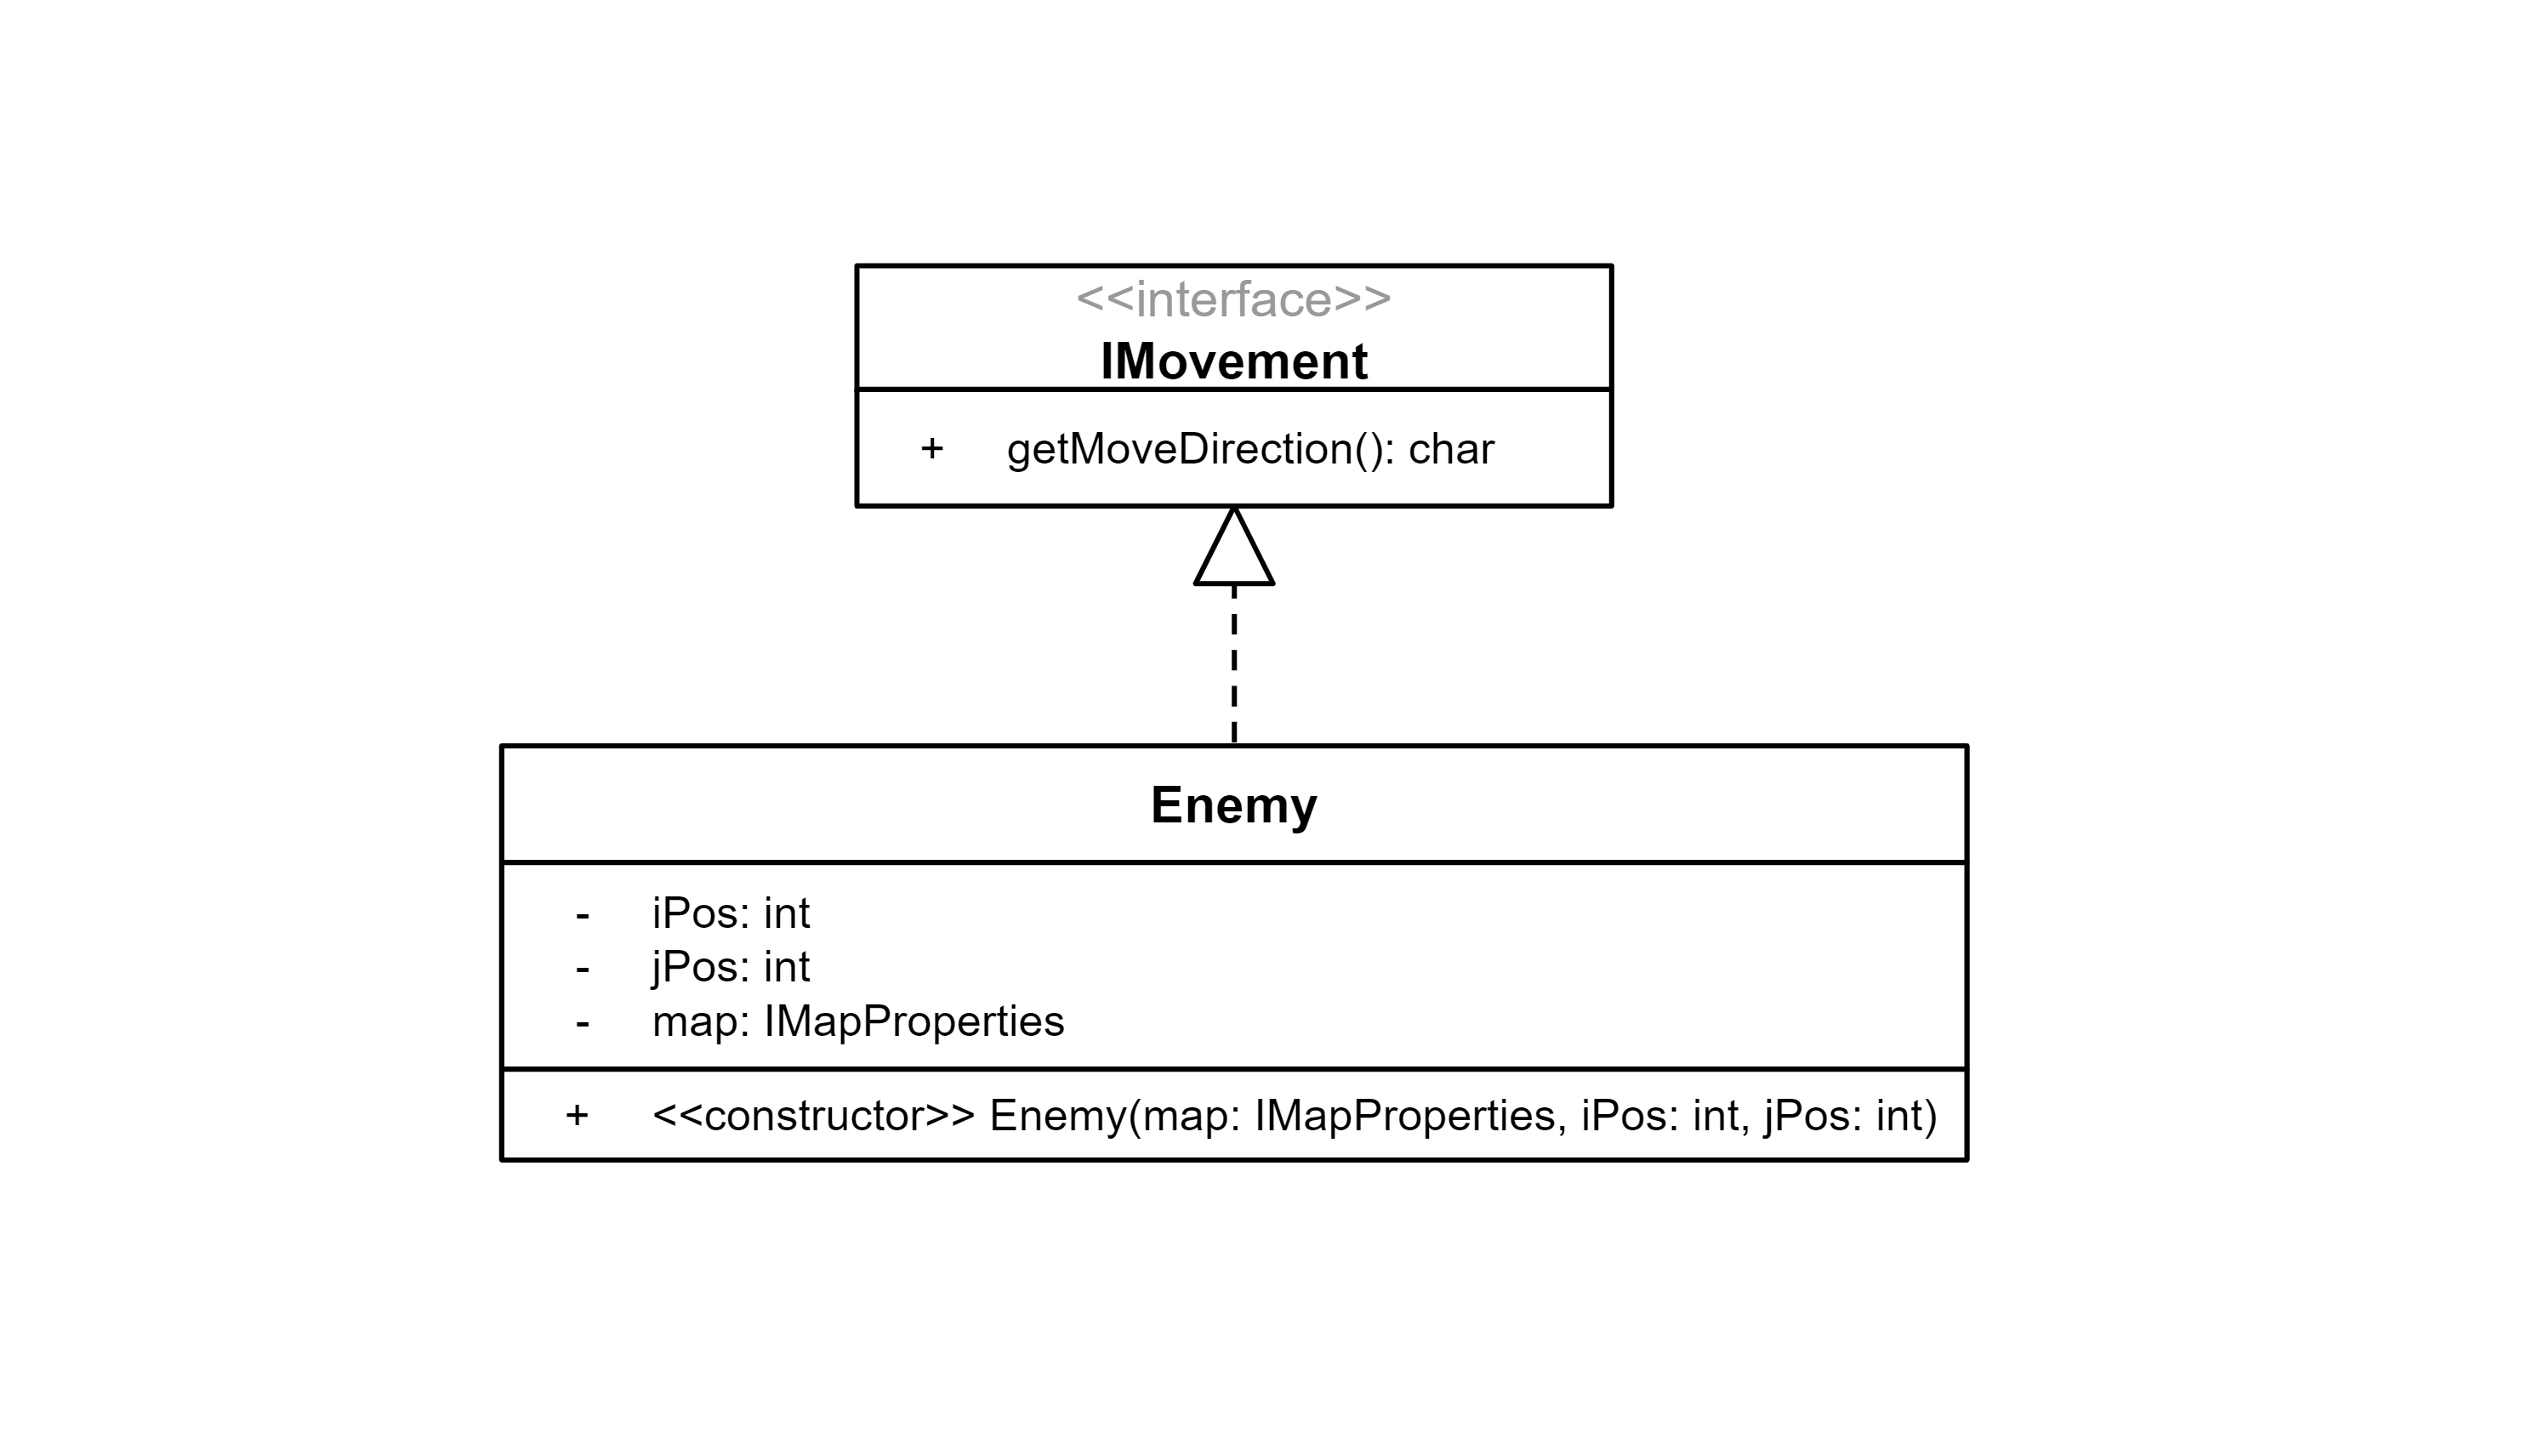 <<interface>>
IMovement
+ getMoveDirection(): char
Enemy
- iPos: int
- jPos: int
- map: IMapProperties
+ <<constructor>> Enemy(map: IMapProperties, iPos: int, jPos: int)